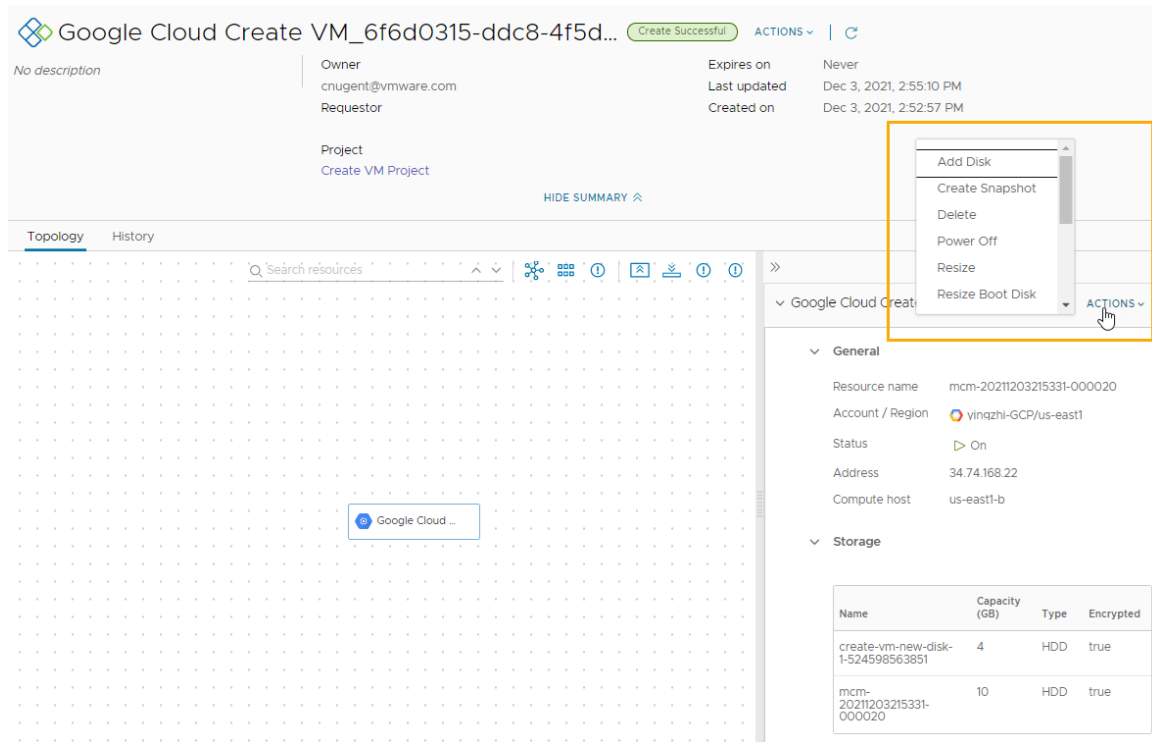 Google Cloud Create VM_6f6d0315-ddc8-4f5d... Create Successful ACTIONS
No description
Owner
cnugent@vmware.com
Requestor
Project
Create VM Project
Expires on Never
Last updated Dec 3, 2021, 2:55:10 PM
Created on Dec 3, 2021, 2:52:57 PM
HIDE SUMMARY
Add Disk
Create Snapshot
Delete
Power Off
Resize
Resize Boot Disk
Topology History
Search resources
Google Cloud ...
Google Cloud Creat ACTIONS
General
Resource name mcm-20211203215331-000020
Account / Region yingzhi-GCP/us-east1
Status On
Address 34.74.168.22
Compute host us-east1-b
Storage
Name Capacity (GB) Type Encrypted
create-vm-new-disk-1-524598563851 4 HDD true
mcm-20211203215331-000020 10 HDD true